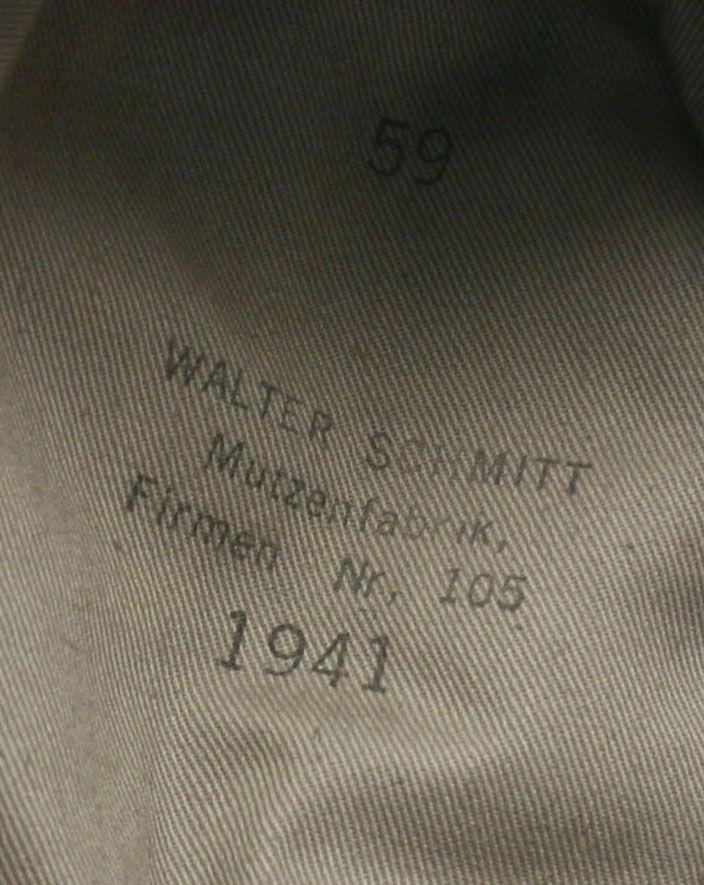 59
WALTER SCHMITT
Mutzenfabrik,
Firmen Nr, 105
1941